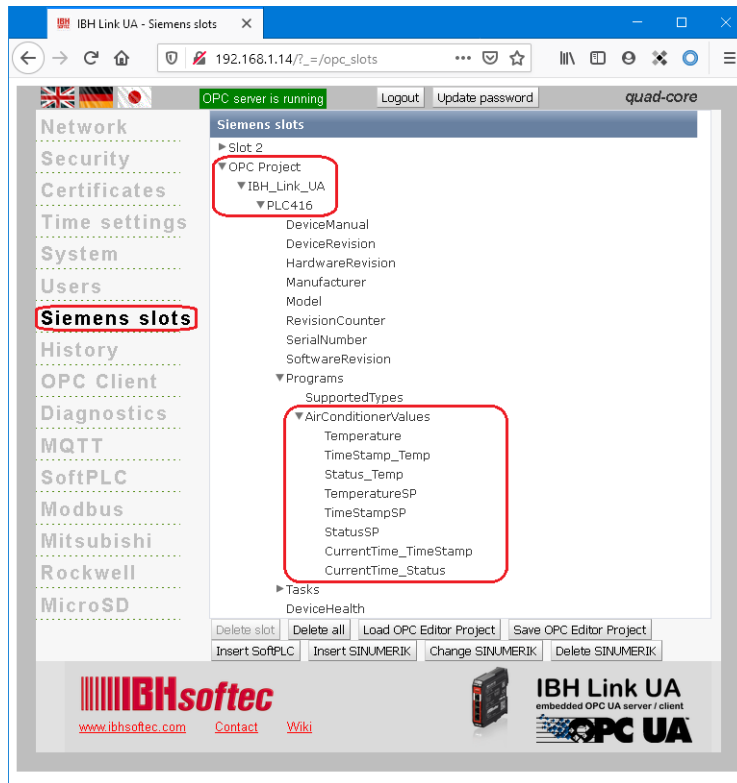 IBH Link UA - Siemens slots
192.168.1.14/?_=/opc_slots
OPC server is running
Logout
Update password
quad-core
Network
Security
Certificates
Time settings
System
Users
Siemens slots
History
OPC Client
Diagnostics
MQTT
SoftPLC
Modbus
Mitsubishi
Rockwell
MicroSD
Siemens slots
Slot 2
OPC Project
IBH_Link_UA
PLC416
DeviceManual
DeviceRevision
HardwareRevision
Manufacturer
Model
RevisionCounter
SerialNumber
SoftwareRevision
Programs
SupportedTypes
AirConditionerValues
Temperature
TimeStamp_Temp
Status_Temp
TemperatureSP
TimeStampSP
StatusSP
CurrentTime_TimeStamp
CurrentTime_Status
Tasks
DeviceHealth
Delete slot
Delete all
Load OPC Editor Project
Save OPC Editor Project
Insert SoftPLC
Insert SINUMERIK
Change SINUMERIK
Delete SINUMERIK
IBHsoftec
www.ibhsoftec.com
Contact
Wiki
IBH Link UA
embedded OPC UA server / client
OPC UA